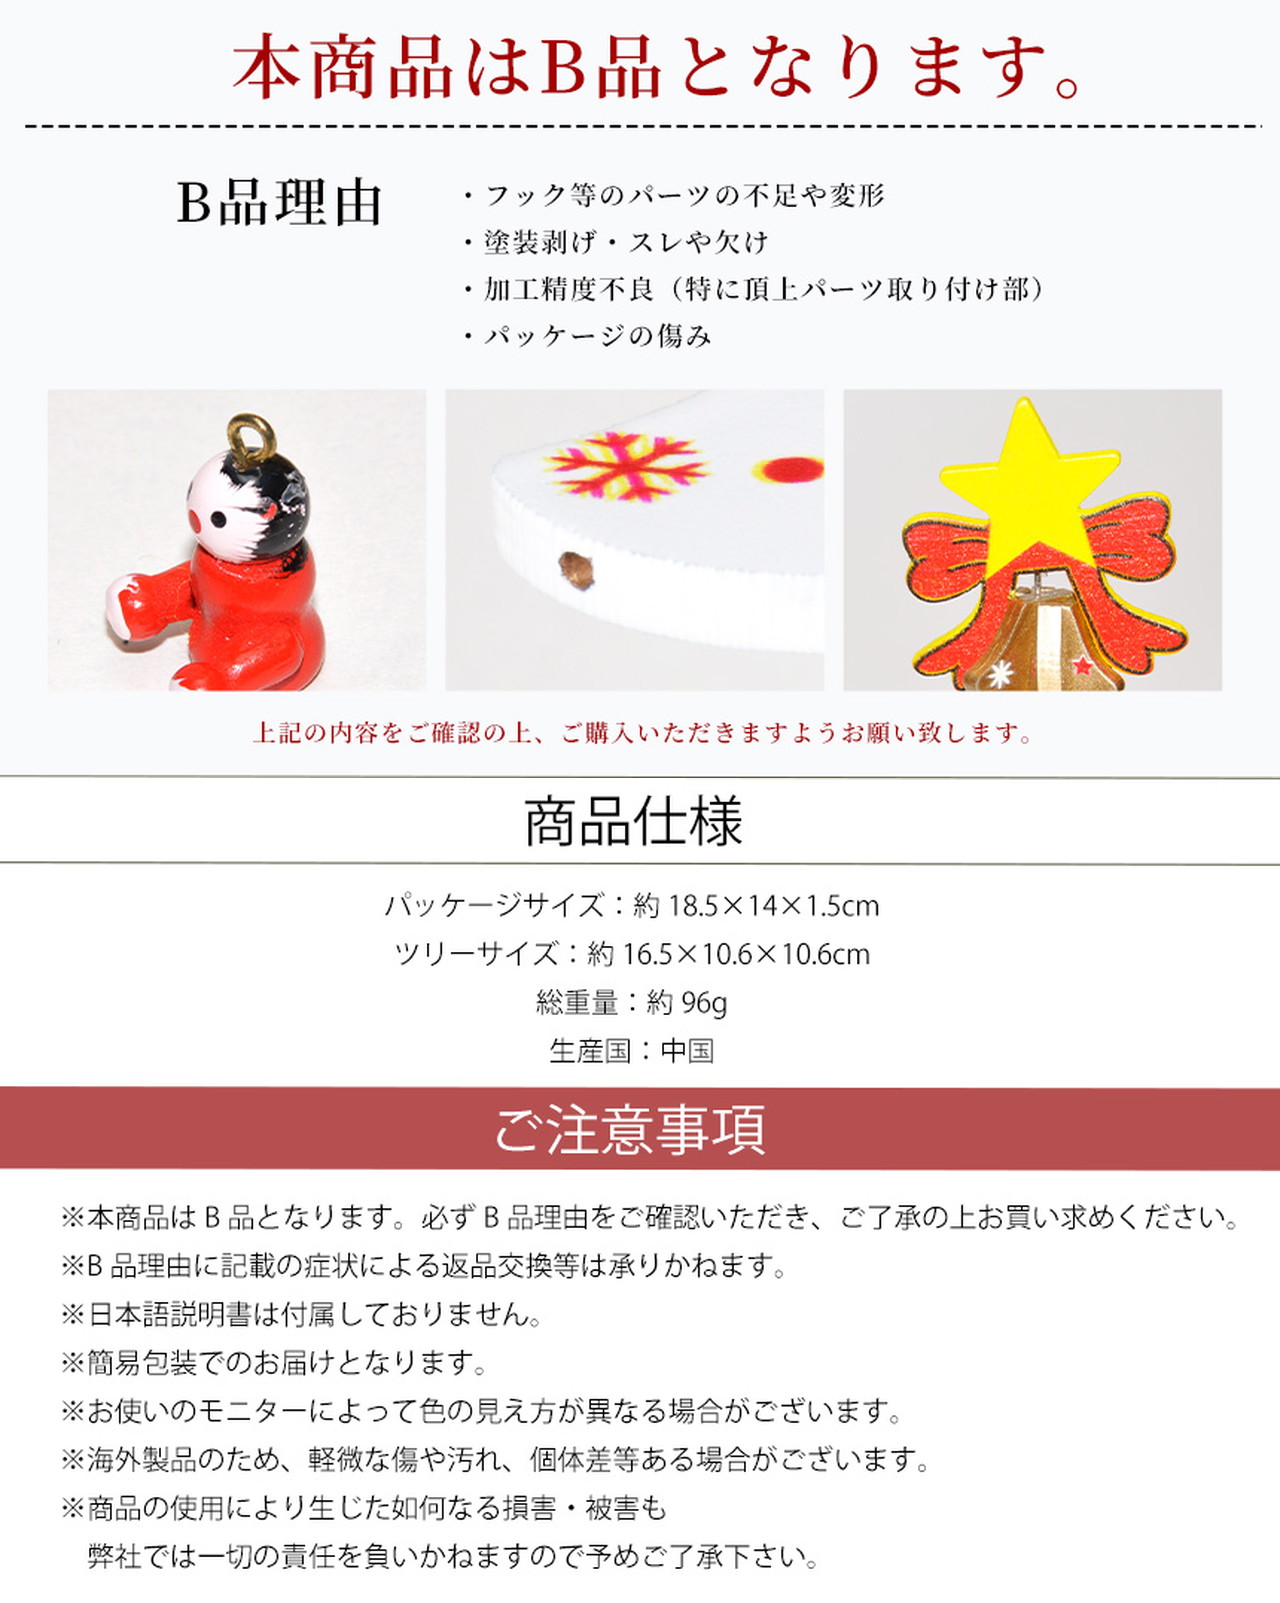 本商品はB品となります。
B品理由
・フック等のパーツの不足や変形
・塗装剥げ・スレや欠け
・加工精度不良（特に頂上パーツ取り付け部）
・パッケージの傷み
上記の内容をご確認の上、ご購入いただきますようお願い致します。
商品仕様
パッケージサイズ：約 18.5×14×1.5cm
ツリーサイズ：約 16.5×10.6×10.6cm
総重量：約 96g
生産国：中国
ご注意事項
※本商品は B 品となります。必ず B 品理由をご確認いただき、ご了承の上お買い求めください。
※B 品理由に記載の症状による返品交換等は承りかねます。
※日本語説明書は付属しておりません。
※簡易包装でのお届けとなります。
※お使いのモニターによって色の見え方が異なる場合がございます。
※海外製品のため、軽微な傷や汚れ、個体差等ある場合がございます。
※商品の使用により生じた如何なる損害・被害も
弊社では一切の責任を負いかねますので予めご了承下さい。